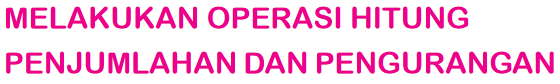 MELAKUKAN OPERASI HITUNG
PENJUMLAHAN DAN PENGURANGAN